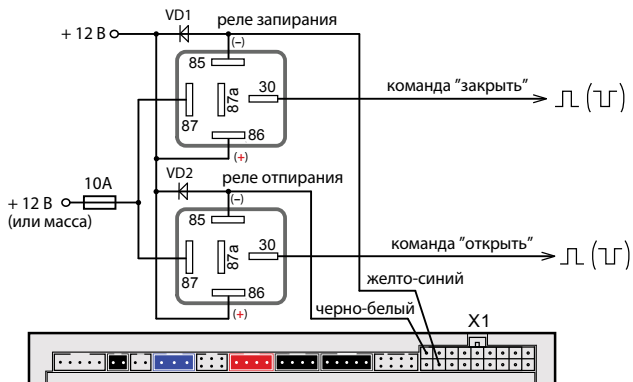 VD1
реле запирания
+ 12 В
(–)
85
команда "закрыть"
30
87a
87
86
(+)
VD2
реле отпирания
10А
+ 12 В
(или масса)
(–)
85
команда "открыть"
30
87a
87
86
(+)
желто-синий
черно-белый
X1